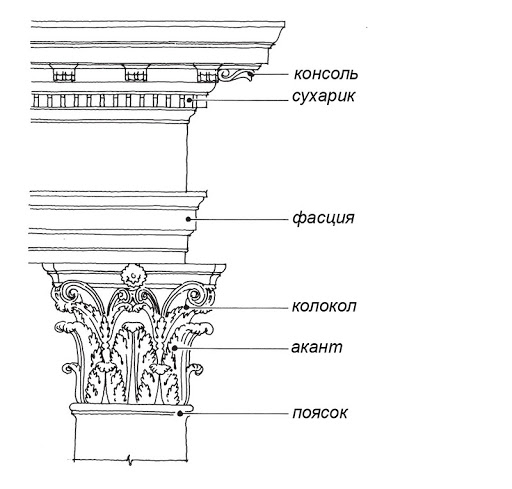 консоль
сухарик
фасция
колокол
акант
поясок